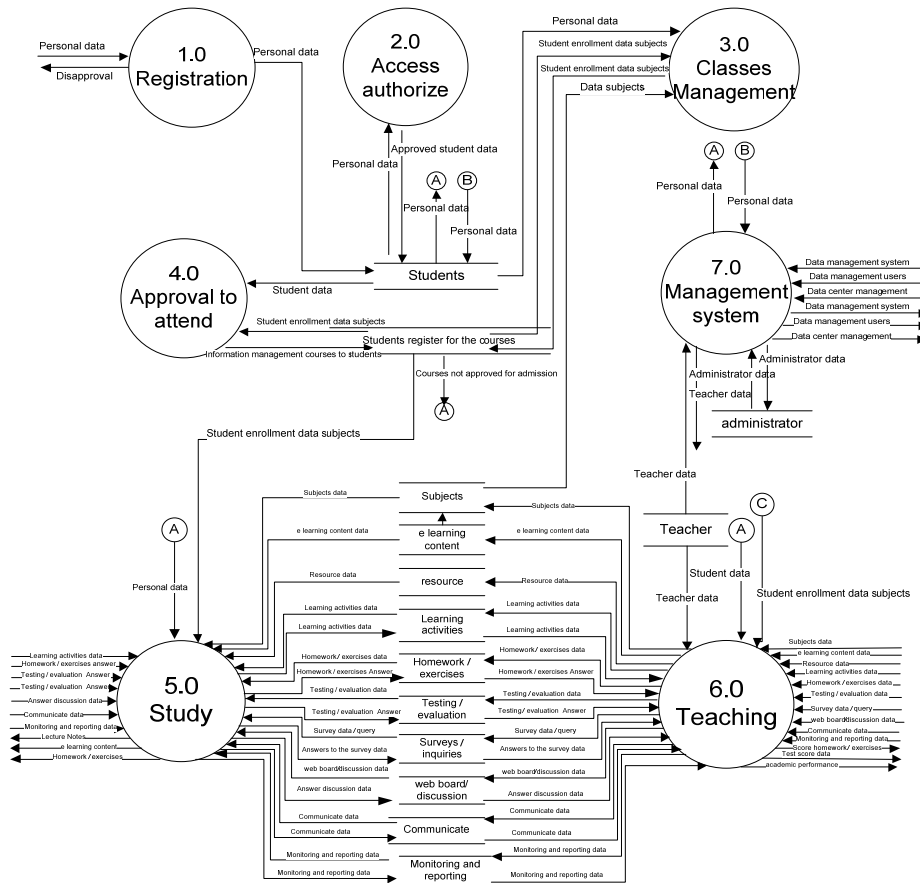 Personal data
1.0
Registration
Disapproval
Personal data
2.0
Access
authorize
Personal data
Student enrollment data subjects
Student enrollment data subjects
Data subjects
3.0
Classes
Management
Approved student data
Personal data
A
B
Personal data
Personal data
A
B
Personal data
Personal data
4.0
Approval to
attend
Students
Student data
Student enrollment data subjects
Students register for the courses
Information management courses to students
Courses not approved for admission
A
7.0
Management
system
Data management system
Data management users
Data center management
Data management system
Data management users
Data center management
Administrator data
Administrator data
Teacher data
administrator
Student enrollment data subjects
Teacher data
Teacher
A
C
Student data
Teacher data
Student enrollment data subjects
A
Personal data
Subjects data
Subjects
Subjects data
e learning content data
e learning
content
e learning content data
Resource data
resource
Resource data
Learning activities data
Learning
activities
Learning activities data
Learning activities data
Learning activities data
Homework/ exercises data
Homework /
exercises
Homework/ exercises data
Homework/ exercises Answer
Homework/ exercises Answer
Testing/ evaluation data
Testing /
evaluation
Testing/ evaluation data
Testing/ evaluation Answer
Testing/ evaluation Answer
Survey data/ query
Surveys /
inquiries
Survey data/ query
Answers to the survey data
Answers to the survey data
web board/discussion data
web board/
discussion
web board/discussion data
Answer discussion data
Answer discussion data
Communicate data
Communicate
Communicate data
Communicate data
Communicate data
Monitoring and reporting data
Monitoring and
reporting
Monitoring and reporting data
Monitoring and reporting data
Monitoring and reporting data
5.0
Study
Learning activities data
Homework/ exercises answer
Testing/ evaluation Answer
Testing/ evaluation Answer
Answer discussion data
Communicate data
Monitoring and reporting data
Lecture Notes
e learning content
Homework/ exercises
6.0
Teaching
Subjects data
e learning content data
Resource data
Learning activities data
Homework/ exercises data
Testing/ evaluation data
Survey data/ query
web board/discussion data
Communicate data
Monitoring and reporting data
Score homework/ exercises
Test score data
academic performance